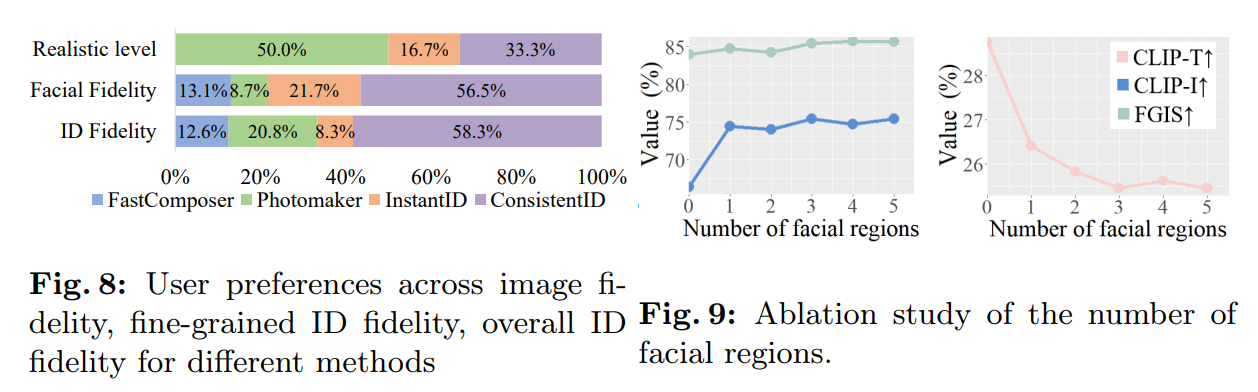 Realistic level
50.0%
16.7%
33.3%
Facial Fidelity
13.1%
8.7%
21.7%
56.5%
ID Fidelity
12.6%
20.8%
8.3%
58.3%
0% 20% 40% 60% 80% 100%
FastComposer Photomaker InstantID ConsistentID
Fig. 8: User preferences across image fi-
delity, fine-grained ID fidelity, overall ID
fidelity for different methods
Value (%)
85
80
75
70
0 1 2 3 4 5
Number of facial regions
Value (%)
28
27
26
0 1 2 3 4 5
Number of facial regions
CLIP-T↑
CLIP-I↑
FGIS↑
Fig. 9: Ablation study of the number of
facial regions.